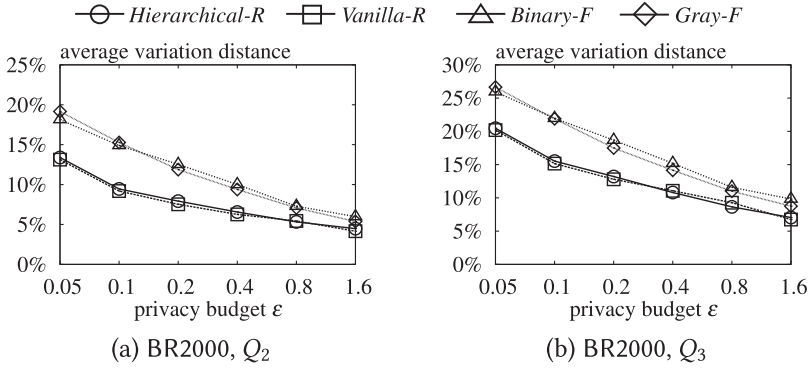 Hierarchical-R Vanilla-R Binary-F Gray-F
average variation distance
25%
20%
15%
10%
5%
0%
0.05 0.1 0.2 0.4 0.8 1.6
privacy budget ε
(a) BR2000, Q2
average variation distance
30%
25%
20%
15%
10%
5%
0%
0.05 0.1 0.2 0.4 0.8 1.6
privacy budget ε
(b) BR2000, Q3